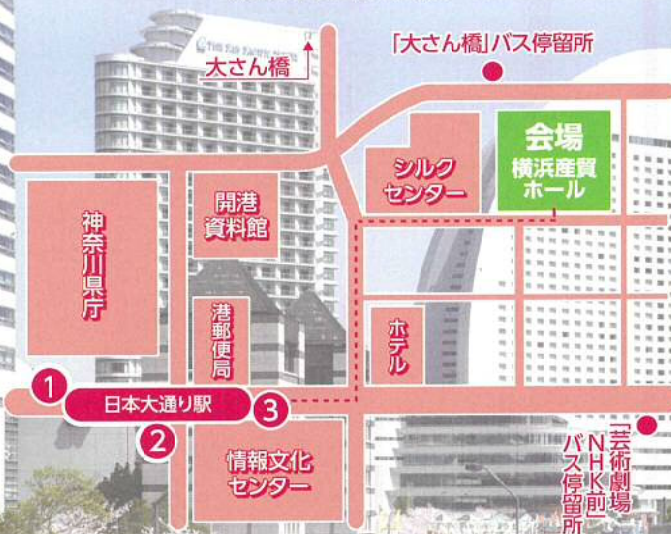 太さん橋
「大さん橋」バス停留所
会場
横浜産貿
ホール
シルク
センター
開港
資料館
神奈川県庁
港郵便局
ホテル
1
日本大通り駅
3
2
情報文化
センター
「芸術劇場
NHK前」
バス停留所